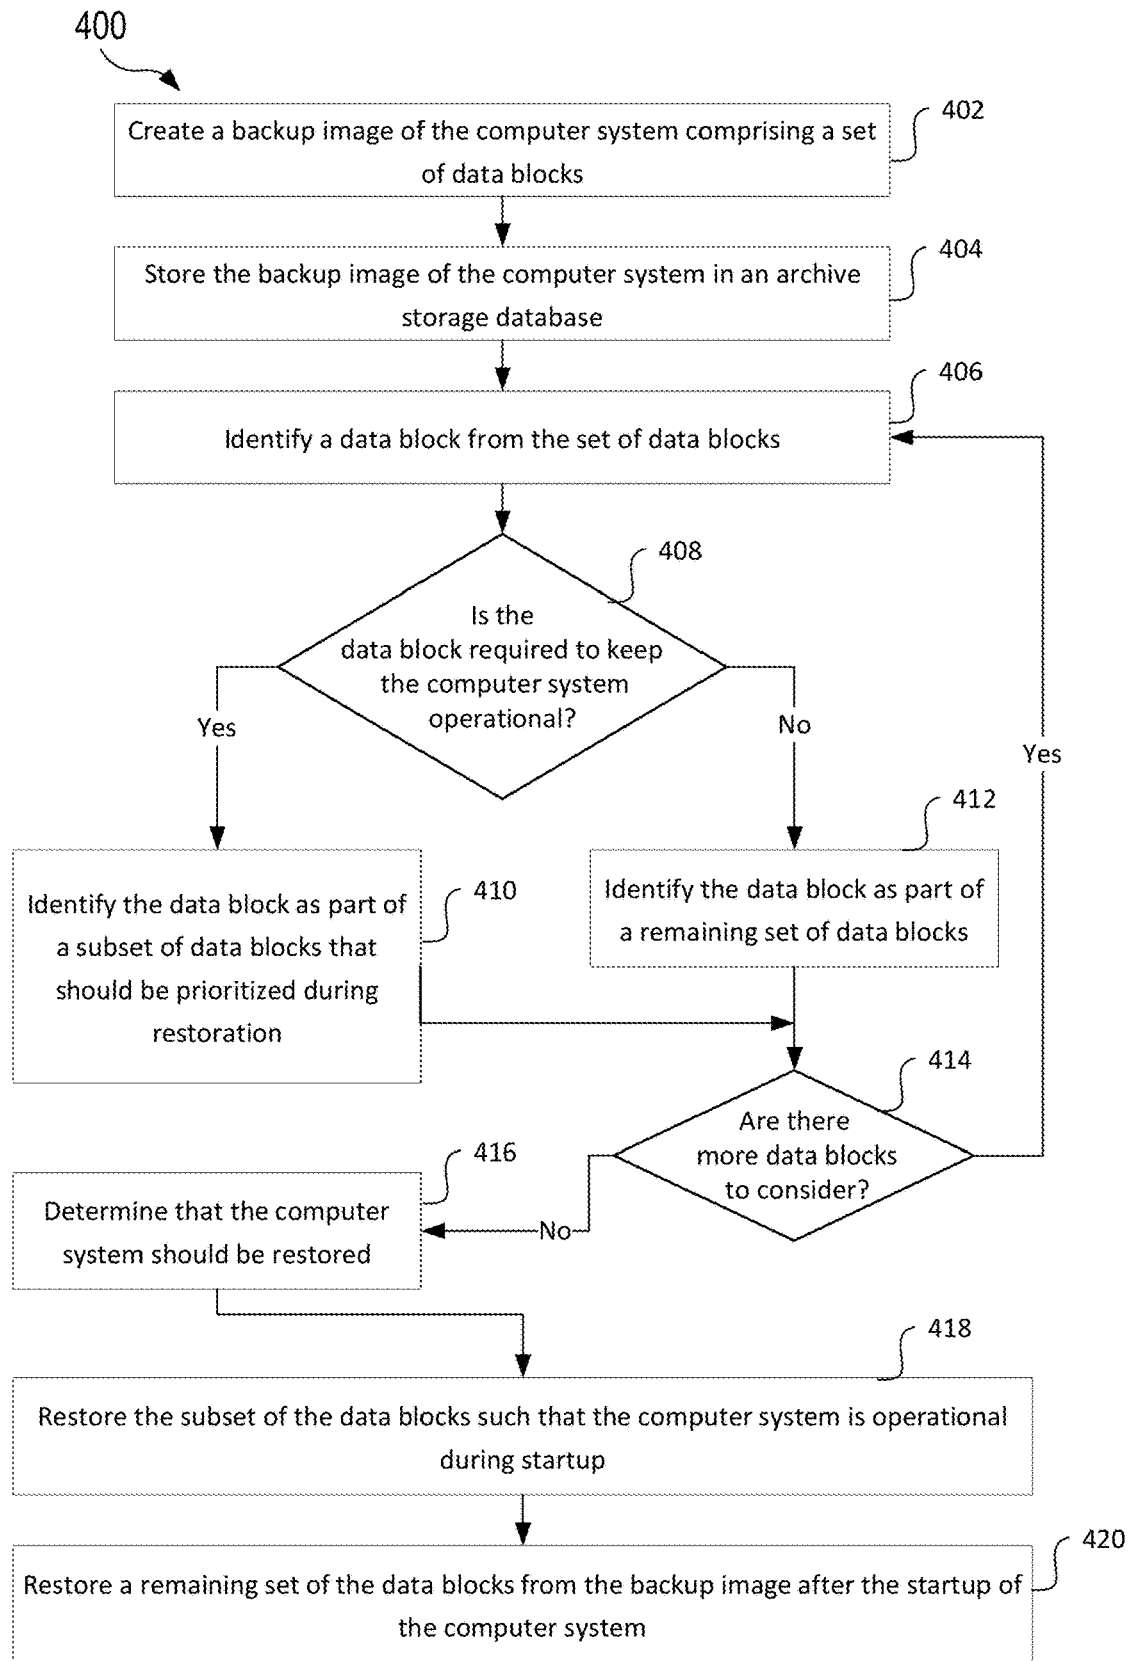 400
402
Create a backup image of the computer system comprising a set
of data blocks
404
Store the backup image of the computer system in an archive
storage database
406
Identify a data block from the set of data blocks
408
Is the
data block required to keep
the computer system
operational?
Yes
No
Yes
412
410
Identify the data block as part of
a subset of data blocks that
should be prioritized during
restoration
Identify the data block as part of
a remaining set of data blocks
414
Are there
more data blocks
to consider?
416
Determine that the computer
system should be restored
No
418
Restore the subset of the data blocks such that the computer system is operational
during startup
420
Restore a remaining set of the data blocks from the backup image after the startup of
the computer system